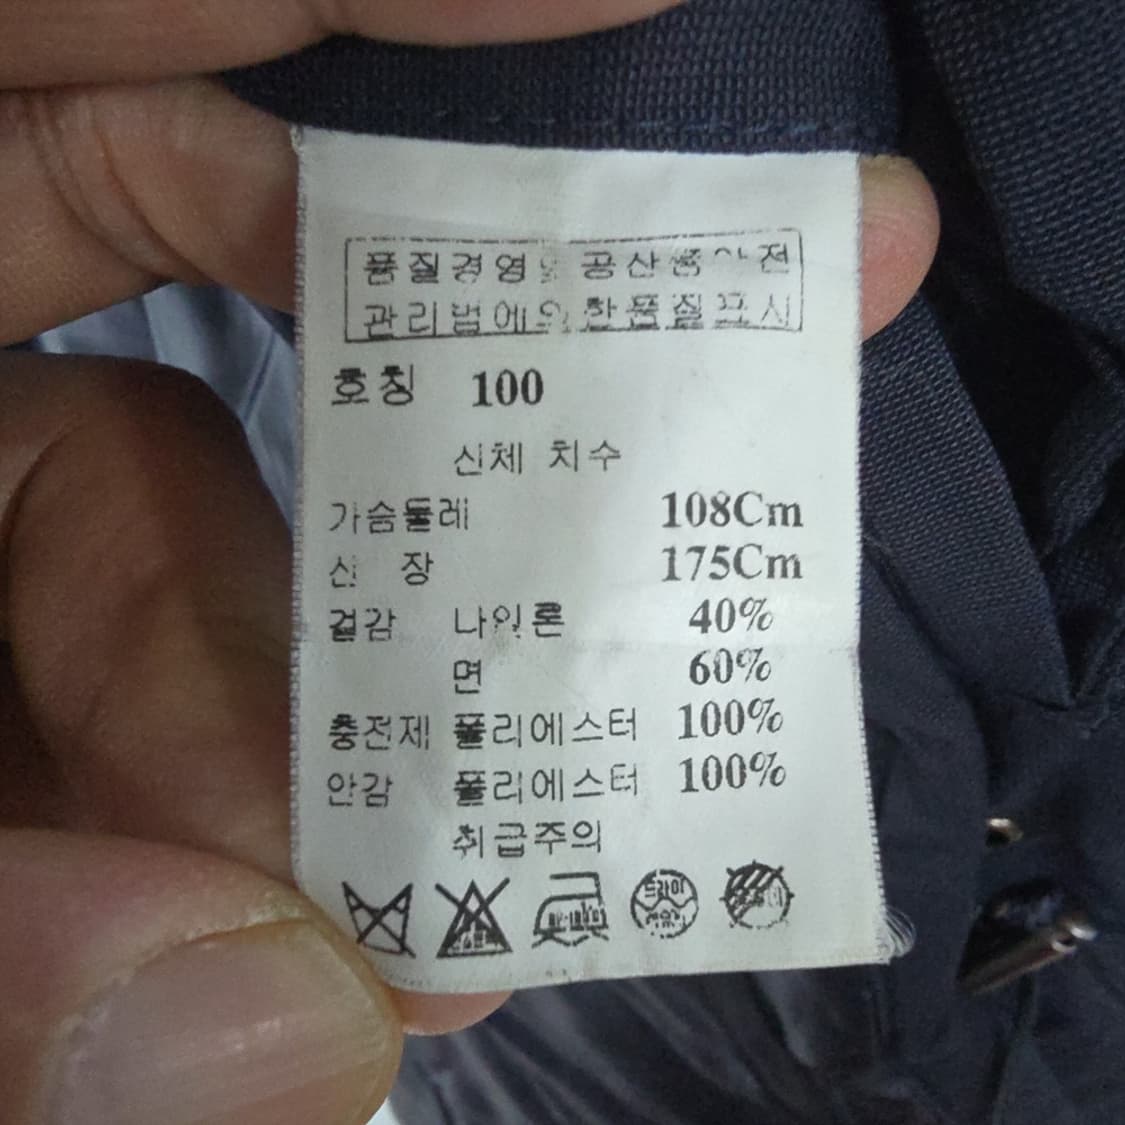 품질경영및 공산품안전
관리법에의한품질표시
호칭 100
신체 치수
가슴둘레 108Cm
신 장 175Cm
겉감 나일론 40%
면 60%
충전제 폴리에스터 100%
안감 폴리에스터 100%
취급주의
드라이